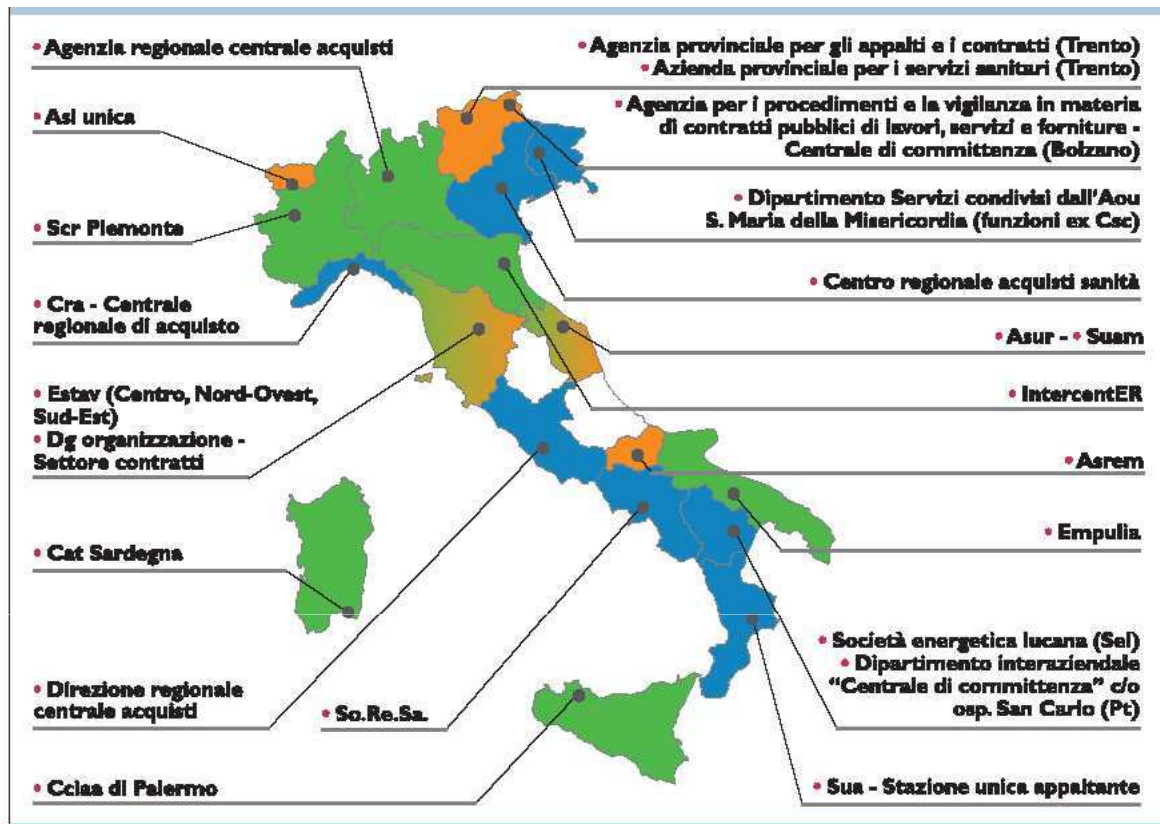 • Agenzia regionale centrale acquisti
• Asl unica
• Scr Piemonte
• Cra - Centrale
regionale di acquisto
• Estav (Centro, Nord-Ovest,
Sud-Est)
• Dg organizzazione -
Settore contratti
• Cat Sardegna
• Direzione regionale
centrale acquisti
• So.Re.Sa.
• Cciaa di Palermo
• Agenzia provinciale per gli appalti e i contratti (Trento)
• Azienda provinciale per i servizi sanitari (Trento)
• Agenzia per i procedimenti e la vigilanza in materia
di contratti pubblici di lavori, servizi e forniture -
Centrale di committenza (Bolzano)
• Dipartimento Servizi condivisi dall'Aou
S. Maria della Misericordia (funzioni ex Csc)
• Centro regionale acquisti sanità
• Asur - • Suam
• IntercentER
• Asrem
• Empulia
• Società energetica lucana (Sel)
• Dipartimento interaziendale
“Centrale di committenza” c/o
osp. San Carlo (Pt)
• Sua - Stazione unica appaltante